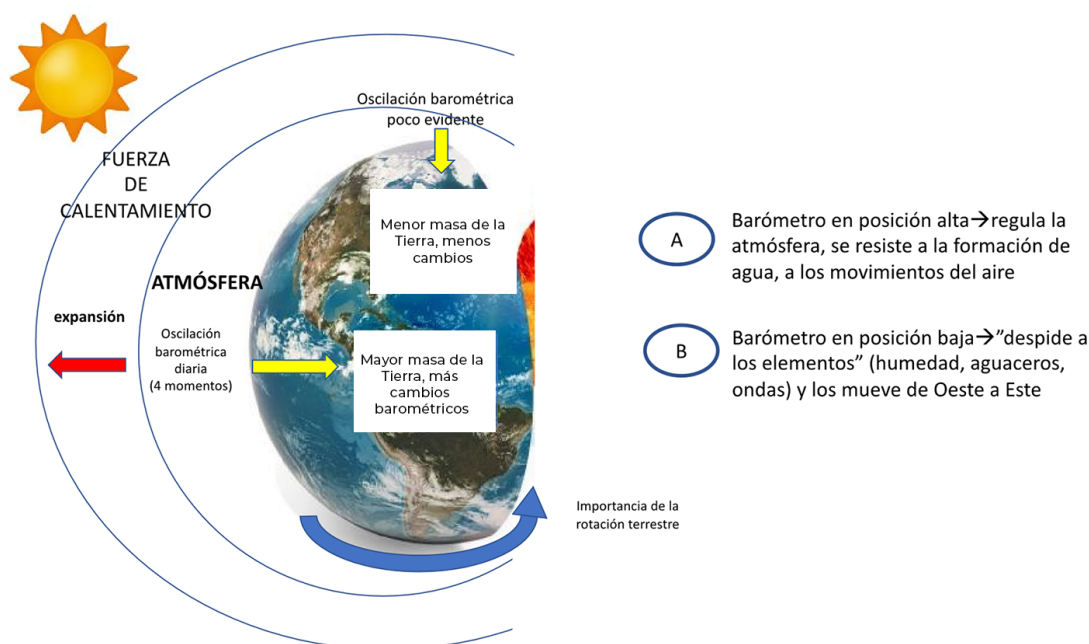 Oscilación barométrica
poco evidente
FUERZA
DE
CALENTAMIENTO
Menor masa de la
Tierra, menos
cambios
ATMÓSFERA
expansión
Oscilación
barométrica
diaria
(4 momentos)
Mayor masa de la
Tierra, más
cambios
barométricos
Importancia de la
rotación terrestre
A
Barómetro en posición alta→regula la
atmósfera, se resiste a la formación de
agua, a los movimientos del aire
B
Barómetro en posición baja→”despide a
los elementos” (humedad, aguaceros,
ondas) y los mueve de Oeste a Este